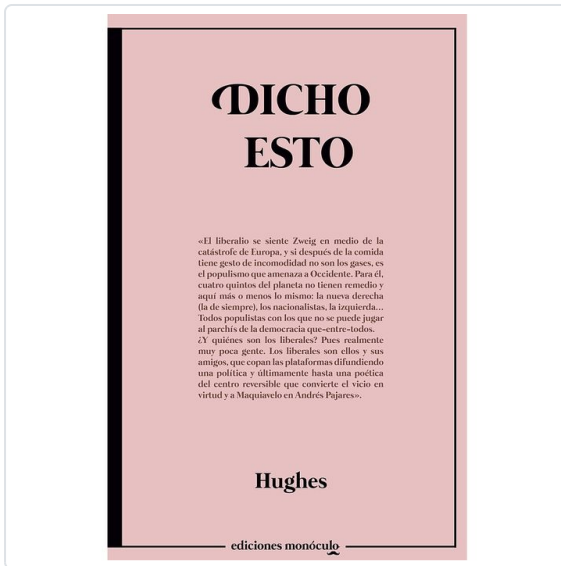 DICHO
ESTO
«El liberalio se siente Zweig en medio de la
catástrofe de Europa, y si después de la comida
tiene gesto de incomodidad no son los gases, es
el populismo que amenaza a Occidente. Para él,
cuatro quintos del planeta no tienen remedio y
aquí más o menos lo mismo: la nueva derecha
(la de siempre), los nacionalistas, la izquierda...
Todos populistas con los que no se puede jugar
al parchís de la democracia que-entre-todos.
¿Y quiénes son los liberales? Pues realmente
muy poca gente. Los liberales son ellos y sus
amigos, que copan las plataformas difundiendo
una política y últimamente hasta una poética
del centro reversible que convierte el vicio en
virtud y a Maquiavelo en Andrés Pajares».
Hughes
ediciones monóculo